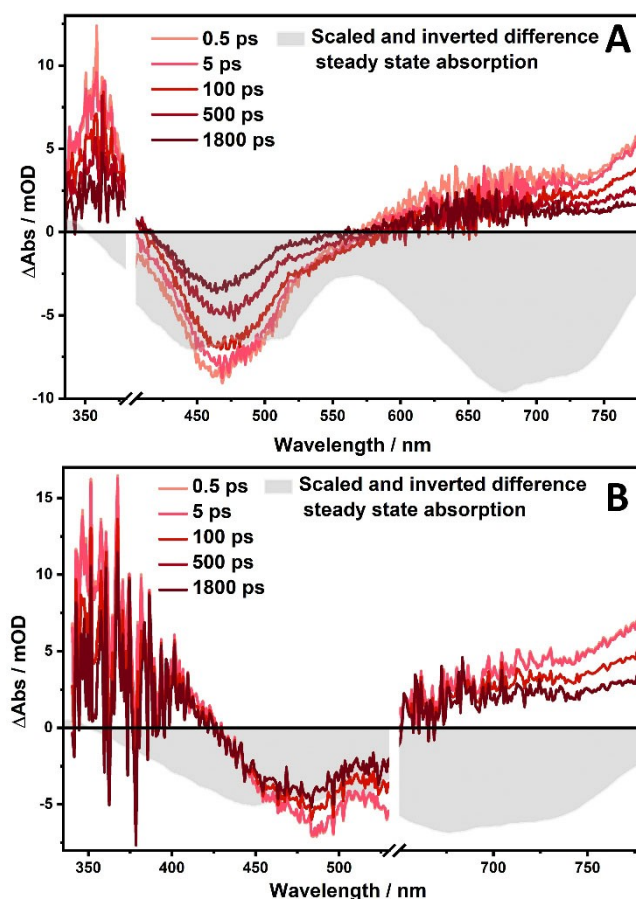 A
0.5 ps
5 ps
100 ps
500 ps
1800 ps
Scaled and inverted difference
steady state absorption
ΔAbs / mOD
10
5
0
-5
-10
350
450
500
550
600
650
700
750
Wavelength / nm
B
0.5 ps
5 ps
100 ps
500 ps
1800 ps
Scaled and inverted difference
steady state absorption
ΔAbs / mOD
15
10
5
0
-5
350
400
450
500
700
750
Wavelength / nm